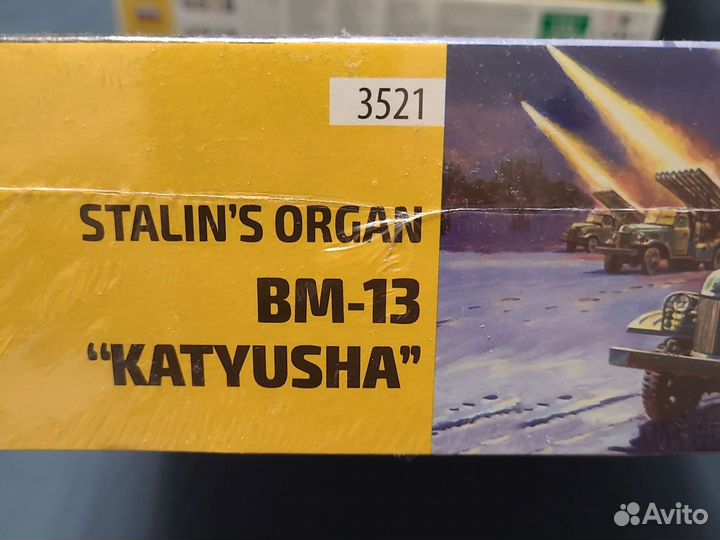 3521
STALIN'S ORGAN
BM-13
“KATYUSHA”
Avito